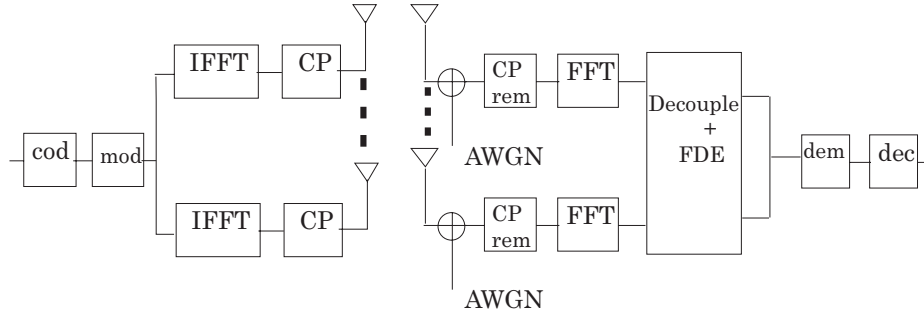 IFFT
CP
CP
rem
FFT
Decouple
+
FDE
AWGN
cod
mod
dem
dec
IFFT
CP
CP
rem
FFT
AWGN